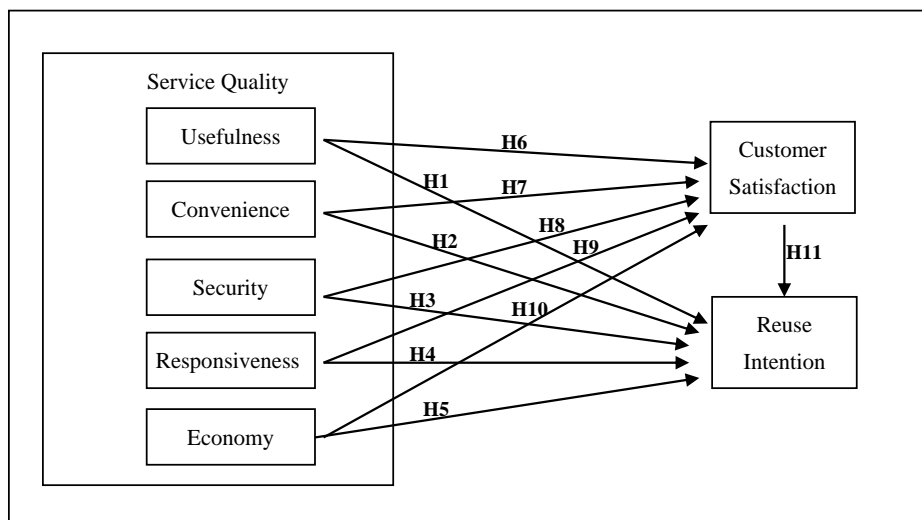 Service Quality
Usefulness
Convenience
Security
Responsiveness
Economy
H6
H1
H7
H8
H2
H9
H3
H10
H4
H5
Customer
Satisfaction
H11
Reuse
Intention